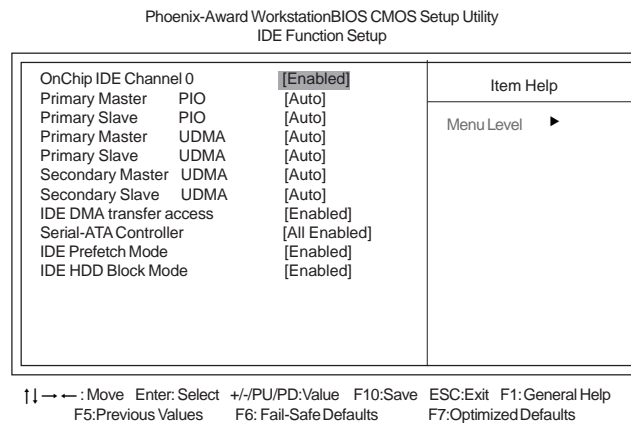 Phoenix-Award WorkstationBIOS CMOS Setup Utility
IDE Function Setup
OnChip IDE Channel 0 [Enabled]
Primary Master PIO [Auto]
Primary Slave PIO [Auto]
Primary Master UDMA [Auto]
Primary Slave UDMA [Auto]
Secondary Master UDMA [Auto]
Secondary Slave UDMA [Auto]
IDE DMA transfer access [Enabled]
Serial-ATA Controller [All Enabled]
IDE Prefetch Mode [Enabled]
IDE HDD Block Mode [Enabled]
Item Help
Menu Level ►
↑↓→←: Move Enter: Select +/-/PU/PD:Value F10:Save ESC:Exit F1: General Help
F5:Previous Values F6: Fail-Safe Defaults F7:Optimized Defaults